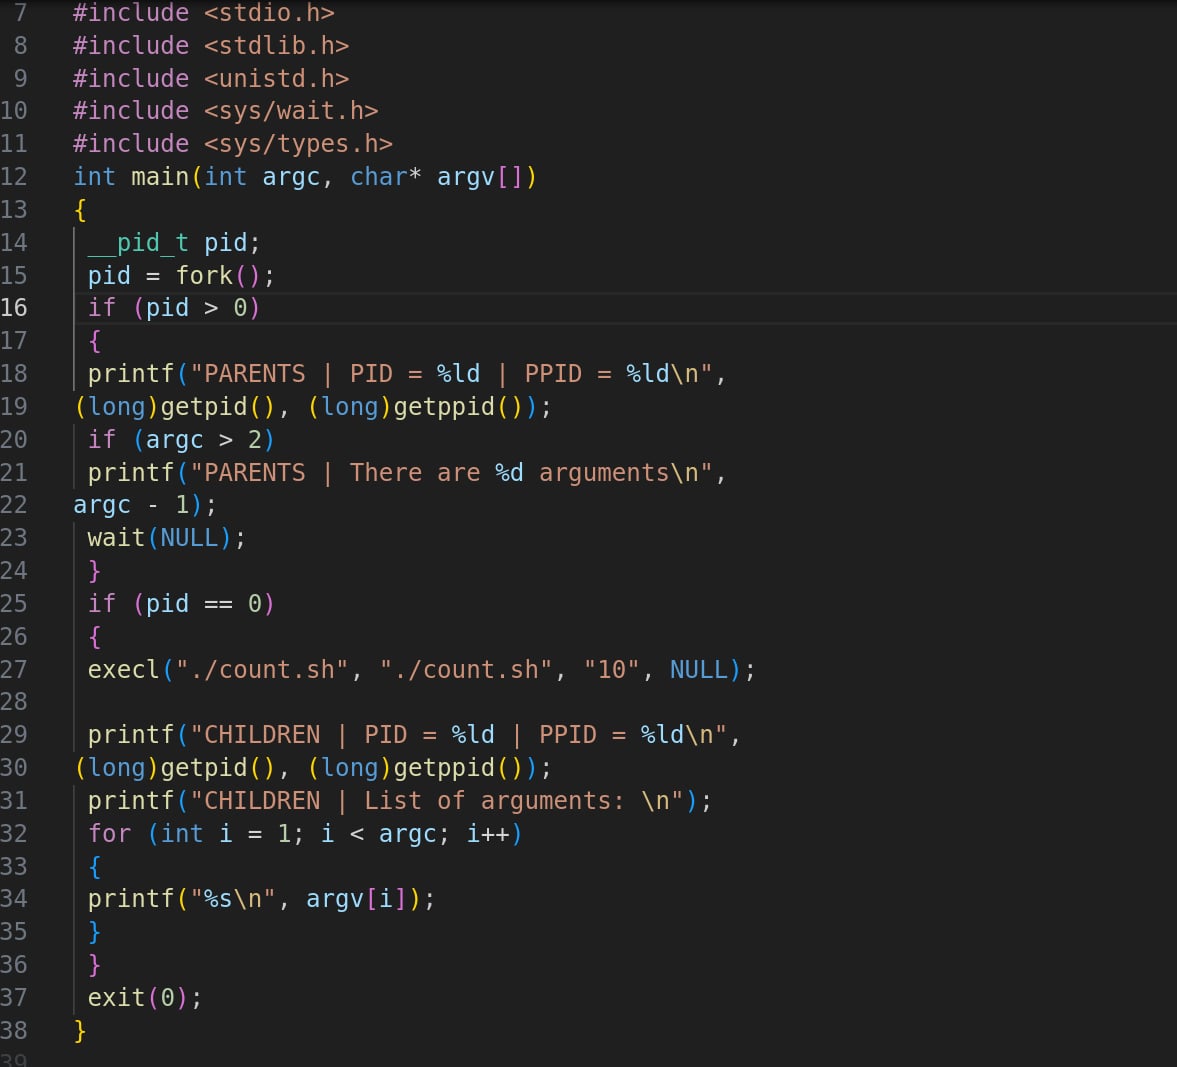 7 #include <stdio.h>
8 #include <stdlib.h>
9 #include <unistd.h>
10 #include <sys/wait.h>
11 #include <sys/types.h>
12 int main(int argc, char* argv[])
13 {
14 __pid_t pid;
15 pid = fork();
16 if (pid > 0)
17 {
18 printf("PARENTS | PID = %ld | PPID = %ld\n",
19 (long)getpid(), (long)getppid());
20 if (argc > 2)
21 printf("PARENTS | There are %d arguments\n",
22 argc - 1);
23 wait(NULL);
24 }
25 if (pid == 0)
26 {
27 execl("./count.sh", "./count.sh", "10", NULL);
28
29 printf("CHILDREN | PID = %ld | PPID = %ld\n",
30 (long)getpid(), (long)getppid());
31 printf("CHILDREN | List of arguments: \n");
32 for (int i = 1; i < argc; i++)
33 {
34 printf("%s\n", argv[i]);
35 }
36 }
37 exit(0);
38 }
39